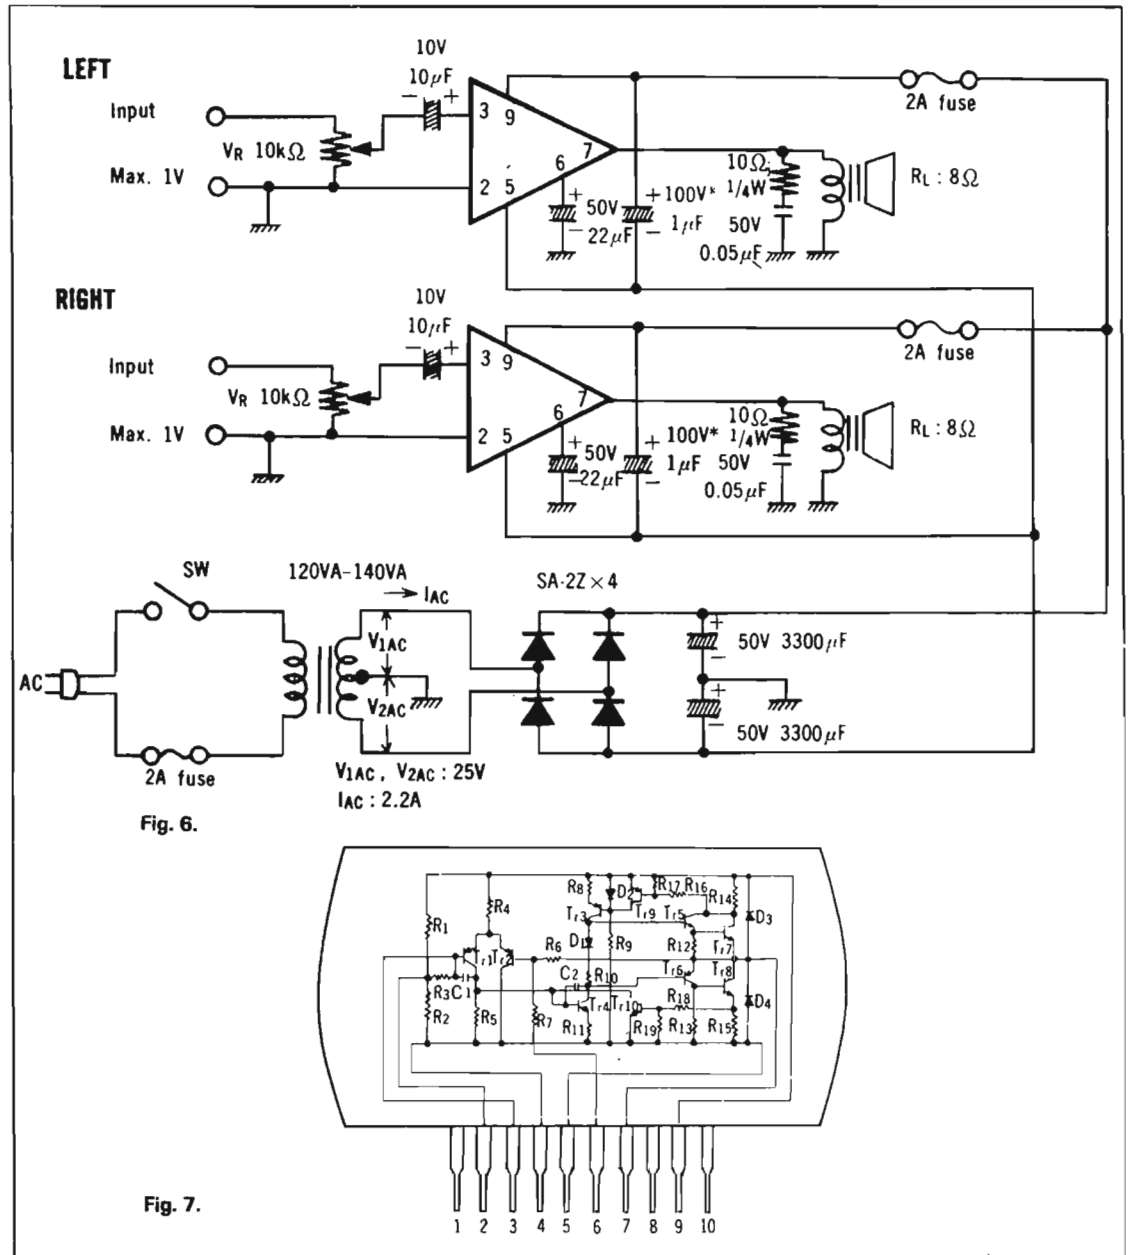 LEFT
Input
Max. 1V
VR 10kΩ
10V
10μF
−
+
3
9
2
5
6
7
+
−
50V
22μF
+
−
100V*
1μF
10Ω
1/4W
50V
0.05μF
2A fuse
RL : 8Ω
RIGHT
Input
Max. 1V
VR 10kΩ
10V
10μF
−
+
3
9
2
5
6
7
+
−
50V
22μF
+
−
100V*
1μF
10Ω
1/4W
50V
0.05μF
2A fuse
RL : 8Ω
SW
AC
2A fuse
120VA-140VA
→ IAC
V1AC
V2AC
V1AC , V2AC : 25V
IAC : 2.2A
SA-2Z × 4
+
−
50V 3300μF
+
−
50V 3300μF
Fig. 6.
R8
D2
R17
R16
R14
R4
Tr3
Tr9
Tr5
D3
R1
Tr1
Tr2
R6
D1
R9
R12
Tr7
C2
R10
Tr6
Tr8
R3
C1
Tr4
Tr10
R18
D4
R2
R5
R7
R11
R19
R13
R15
1 2 3 4 5 6 7 8 9 10
Fig. 7.